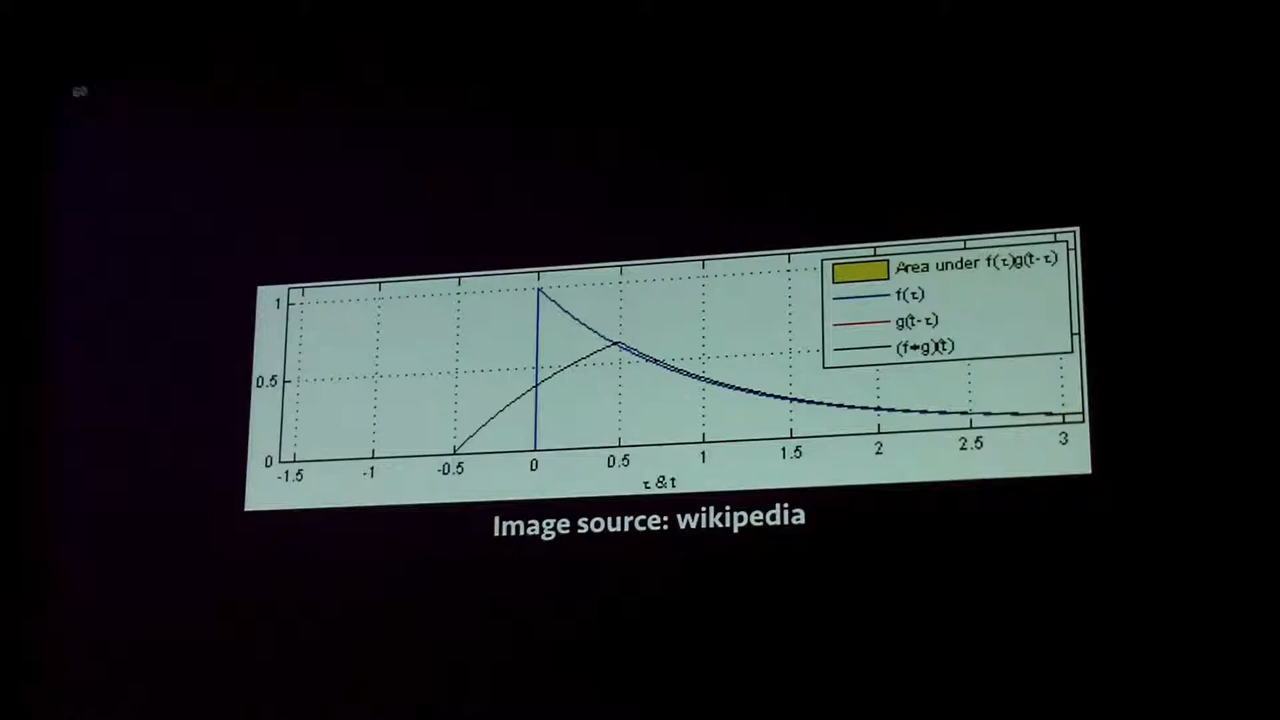 60
1
0.5
0
-1.5 -1 -0.5 0 0.5 1 1.5 2 2.5 3
τ & t
Area under f(τ)g(t-τ)
f(τ)
g(t-τ)
(f∗g)(t)
Image source: wikipedia